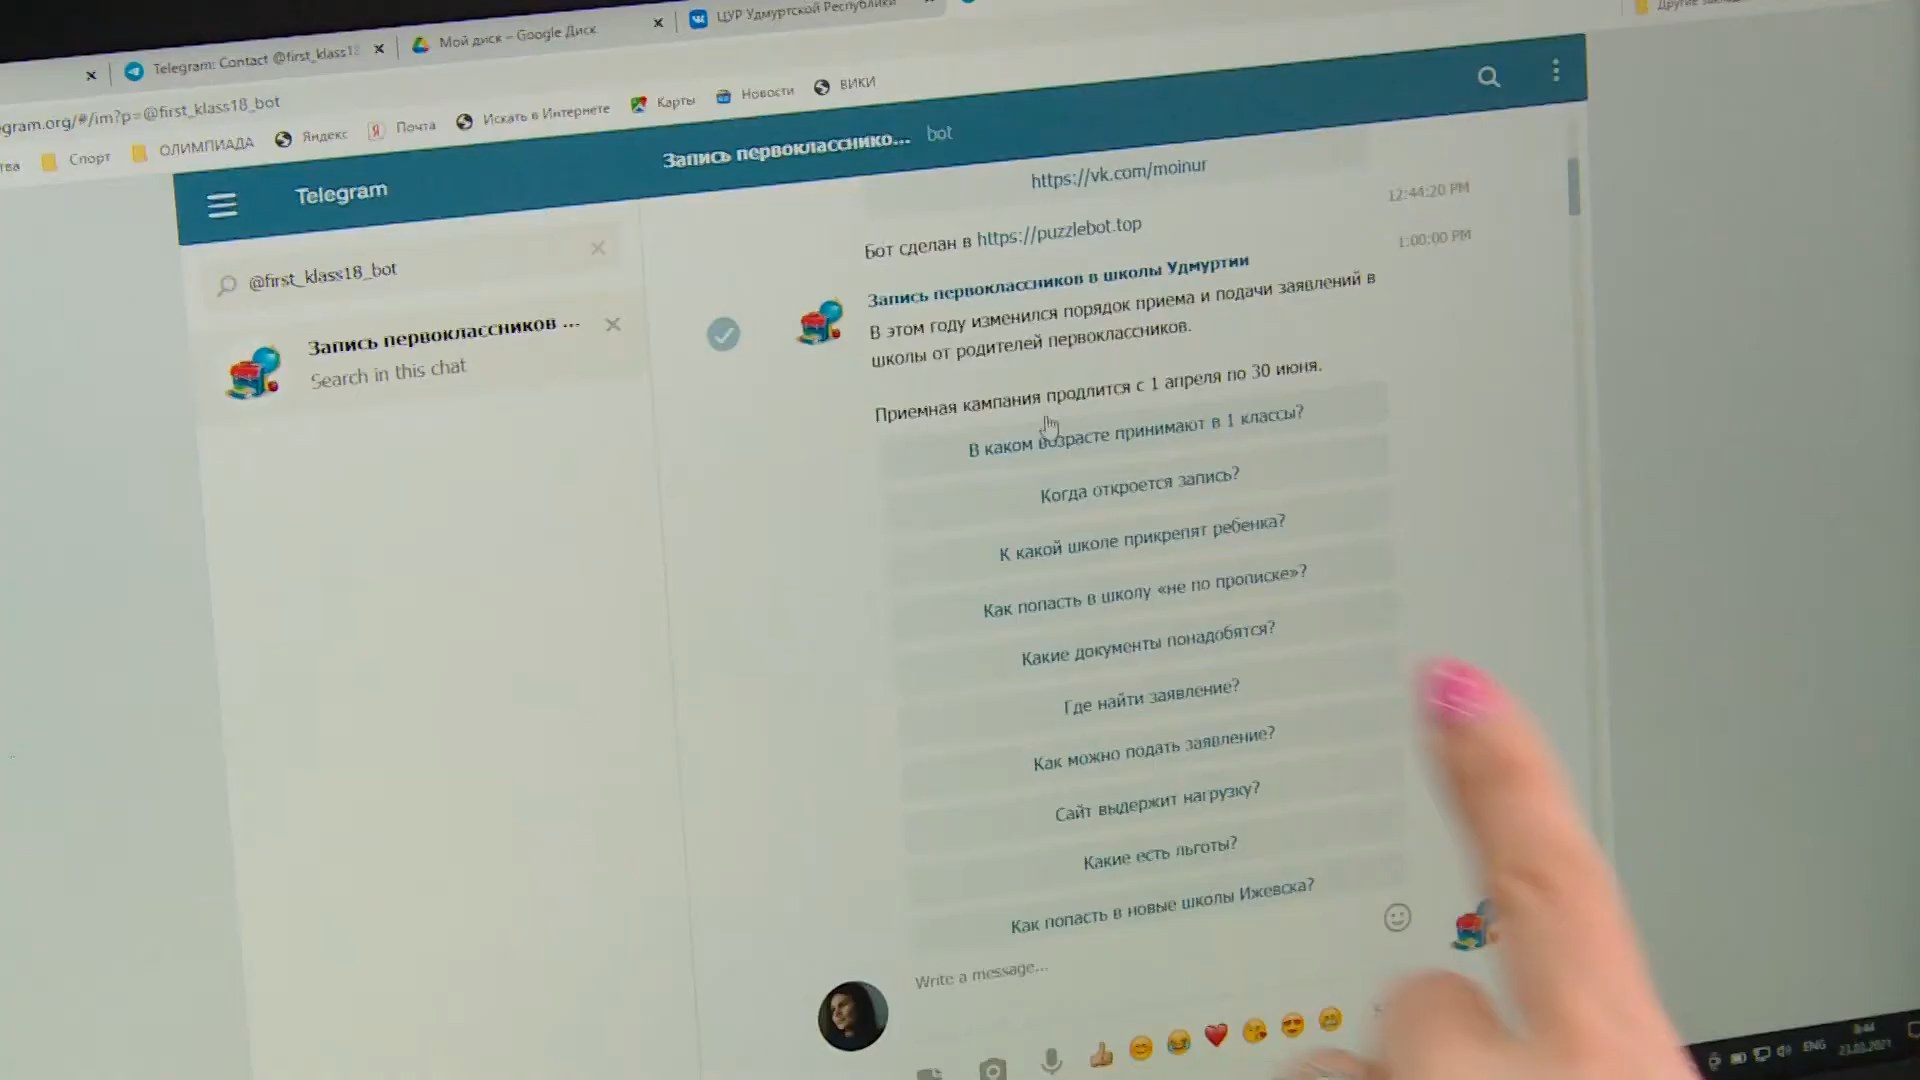 Telegram: Contact @first_klass18
Мой диск – Google Диск
ЦУР Удмуртской Республики
gram.org/#/im?p=@first_klass18_bot
Спорт
ОЛИМПИАДА
Яндекс
Почта
Искать в Интернете
Карты
Новости
ВИКИ
Другие
Telegram
Запись первокласснико... bot
@first_klass18_bot
Запись первоклассников ...
Search in this chat
https://vk.com/moinur
12:44:20 PM
Бот сделан в https://puzzlebot.top
1:00:00 PM
Запись первоклассников в школы Удмуртии
В этом году изменился порядок приема и подачи заявлений в
школы от родителей первоклассников.
Приемная кампания продлится с 1 апреля по 30 июня.
В каком возрасте принимают в 1 классы?
Когда откроется запись?
К какой школе прикрепят ребенка?
Как попасть в школу «не по прописке»?
Какие документы понадобятся?
Где найти заявление?
Как можно подать заявление?
Сайт выдержит нагрузку?
Какие есть льготы?
Как попасть в новые школы Ижевска?
Write a message...
ENG
23.03.2021